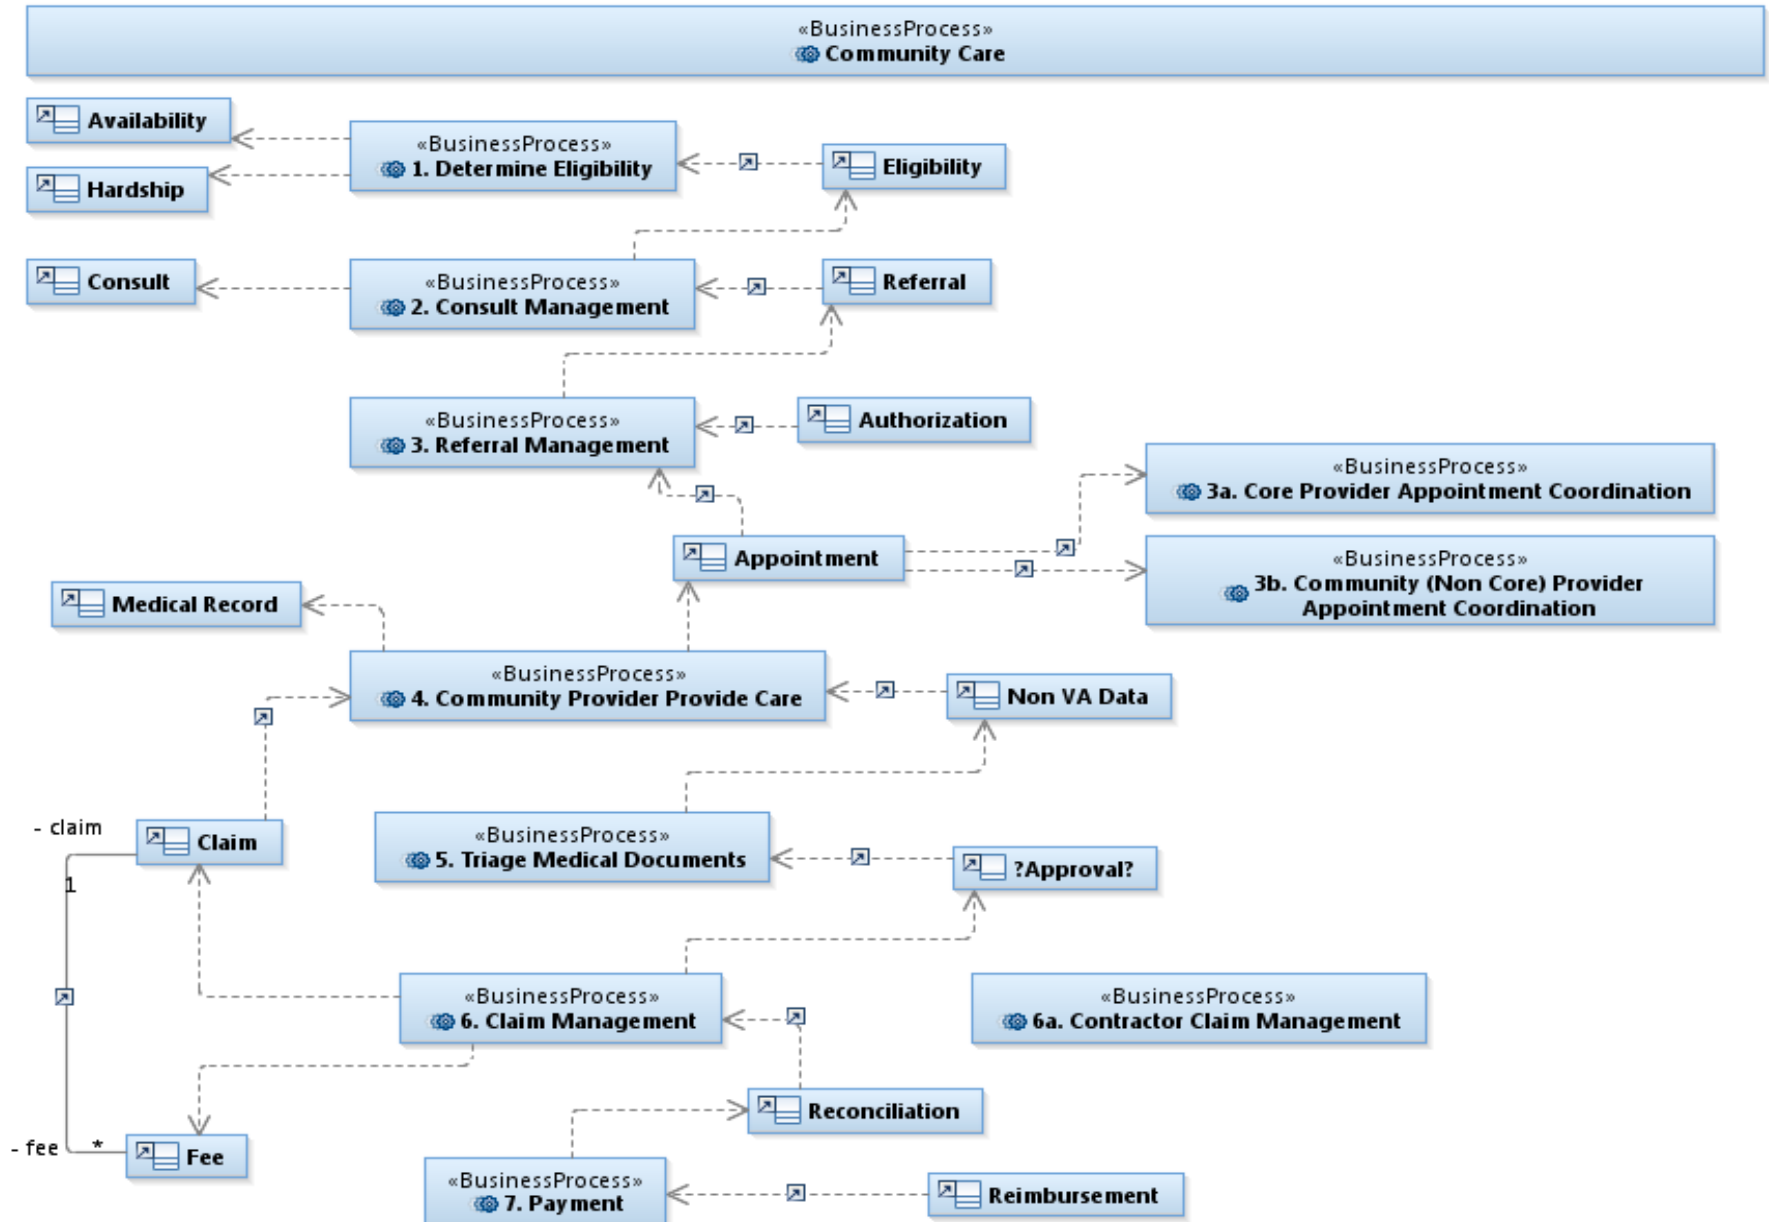 «BusinessProcess»
Community Care
Availability
«BusinessProcess»
1. Determine Eligibility
Eligibility
Hardship
Consult
«BusinessProcess»
2. Consult Management
Referral
«BusinessProcess»
3. Referral Management
Authorization
«BusinessProcess»
3a. Core Provider Appointment Coordination
Appointment
«BusinessProcess»
3b. Community (Non Core) Provider
Appointment Coordination
Medical Record
«BusinessProcess»
4. Community Provider Provide Care
Non VA Data
- claim
1
Claim
«BusinessProcess»
5. Triage Medical Documents
?Approval?
«BusinessProcess»
6. Claim Management
«BusinessProcess»
6a. Contractor Claim Management
Reconciliation
- fee
*
Fee
«BusinessProcess»
7. Payment
Reimbursement